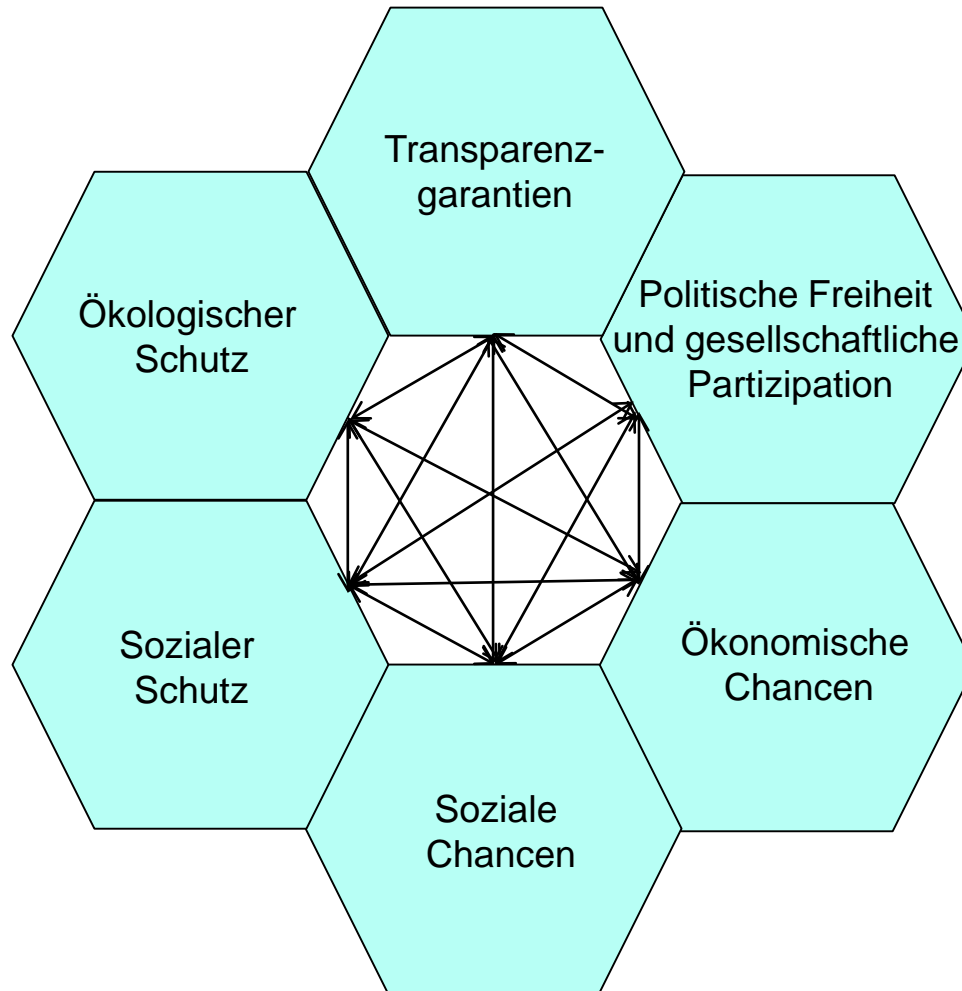 Transparenz-
garantien
Ökologischer
Schutz
Politische Freiheit
und gesellschaftliche
Partizipation
Sozialer
Schutz
Ökonomische
Chancen
Soziale
Chancen